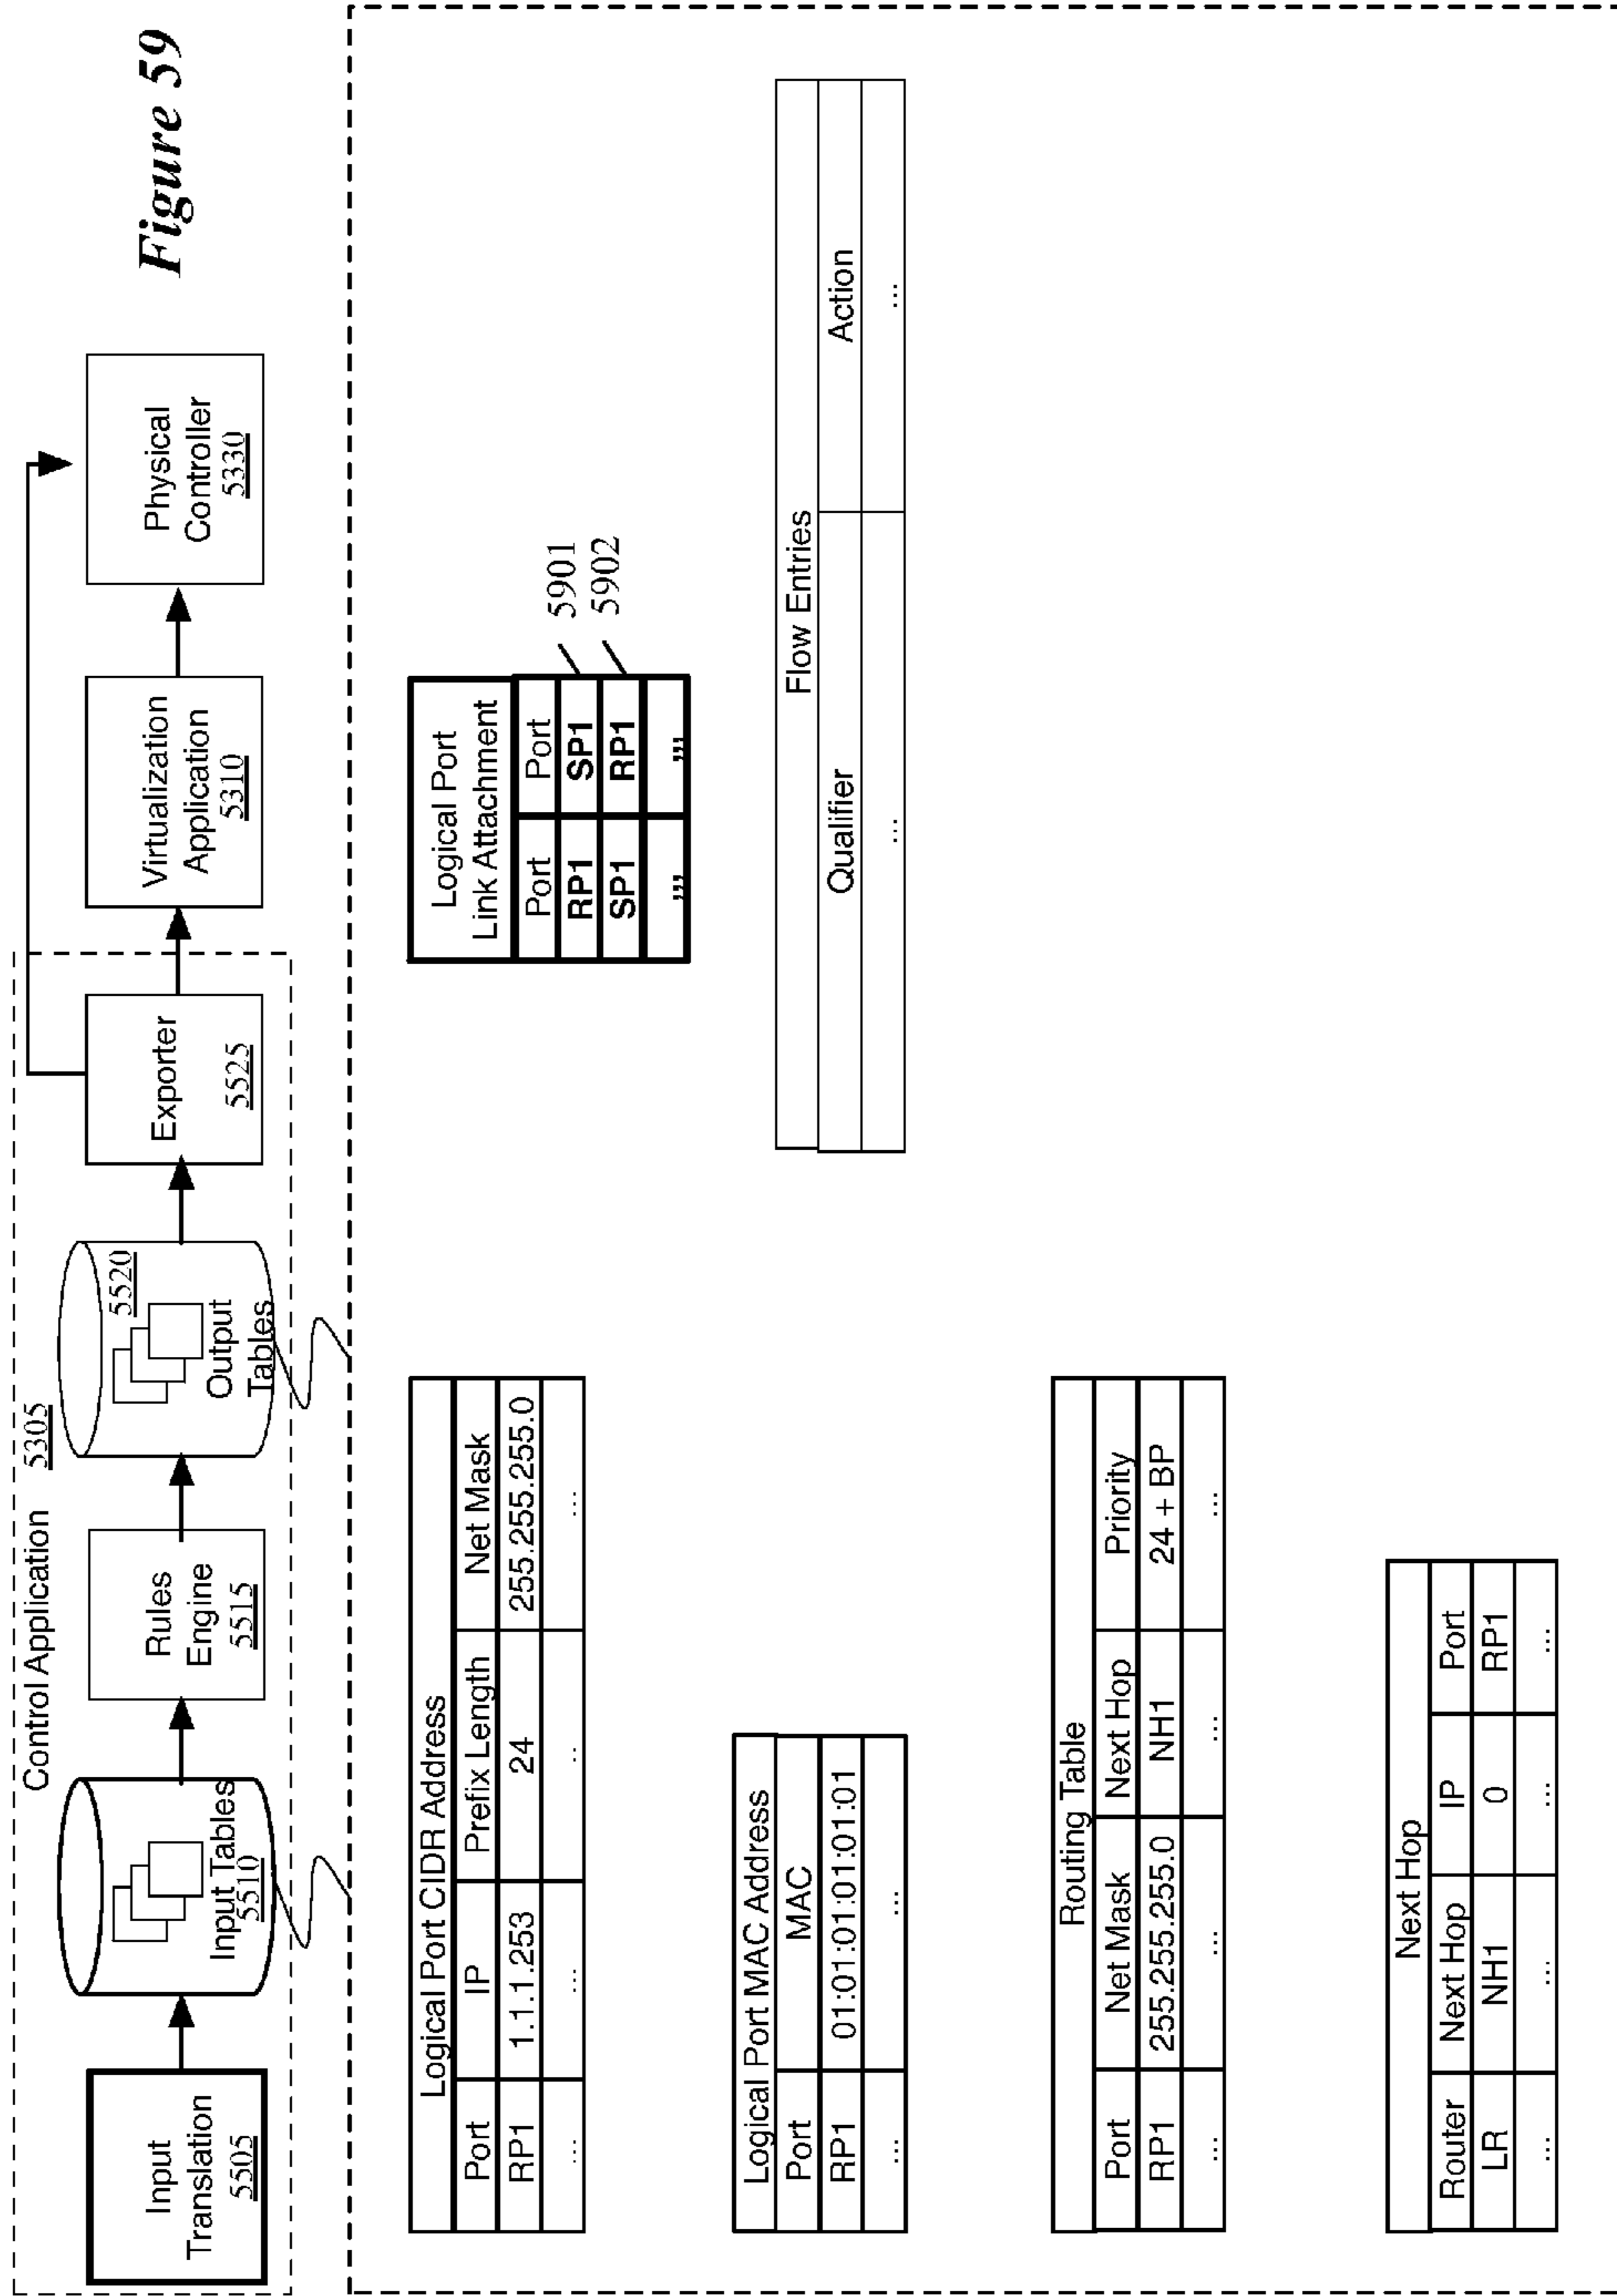 Figure 59
Control Application 5305
Input
Translation
5505
Input Tables
5510
Rules
Engine
5515
5520
Output
Tables
Exporter
5525
Virtualization
Application
5310
Physical
Controller
5330
Logical Port CIDR Address
Port IP Prefix Length Net Mask
RP1 1.1.1.253 24 255.255.255.0
... ... ... ...
Logical Port
Link Attachment
Port Port
RP1 SP1 5901
SP1 RP1 5902
,,, ,,,
Logical Port MAC Address
Port MAC
RP1 01:01:01:01:01:01
... ...
Flow Entries
Qualifier Action
... ...
Routing Table
Port Net Mask Next Hop Priority
RP1 255.255.255.0 NH1 24 + BP
... ... ... ...
Next Hop
Router Next Hop IP Port
LR NH1 0 RP1
... ... ... ...